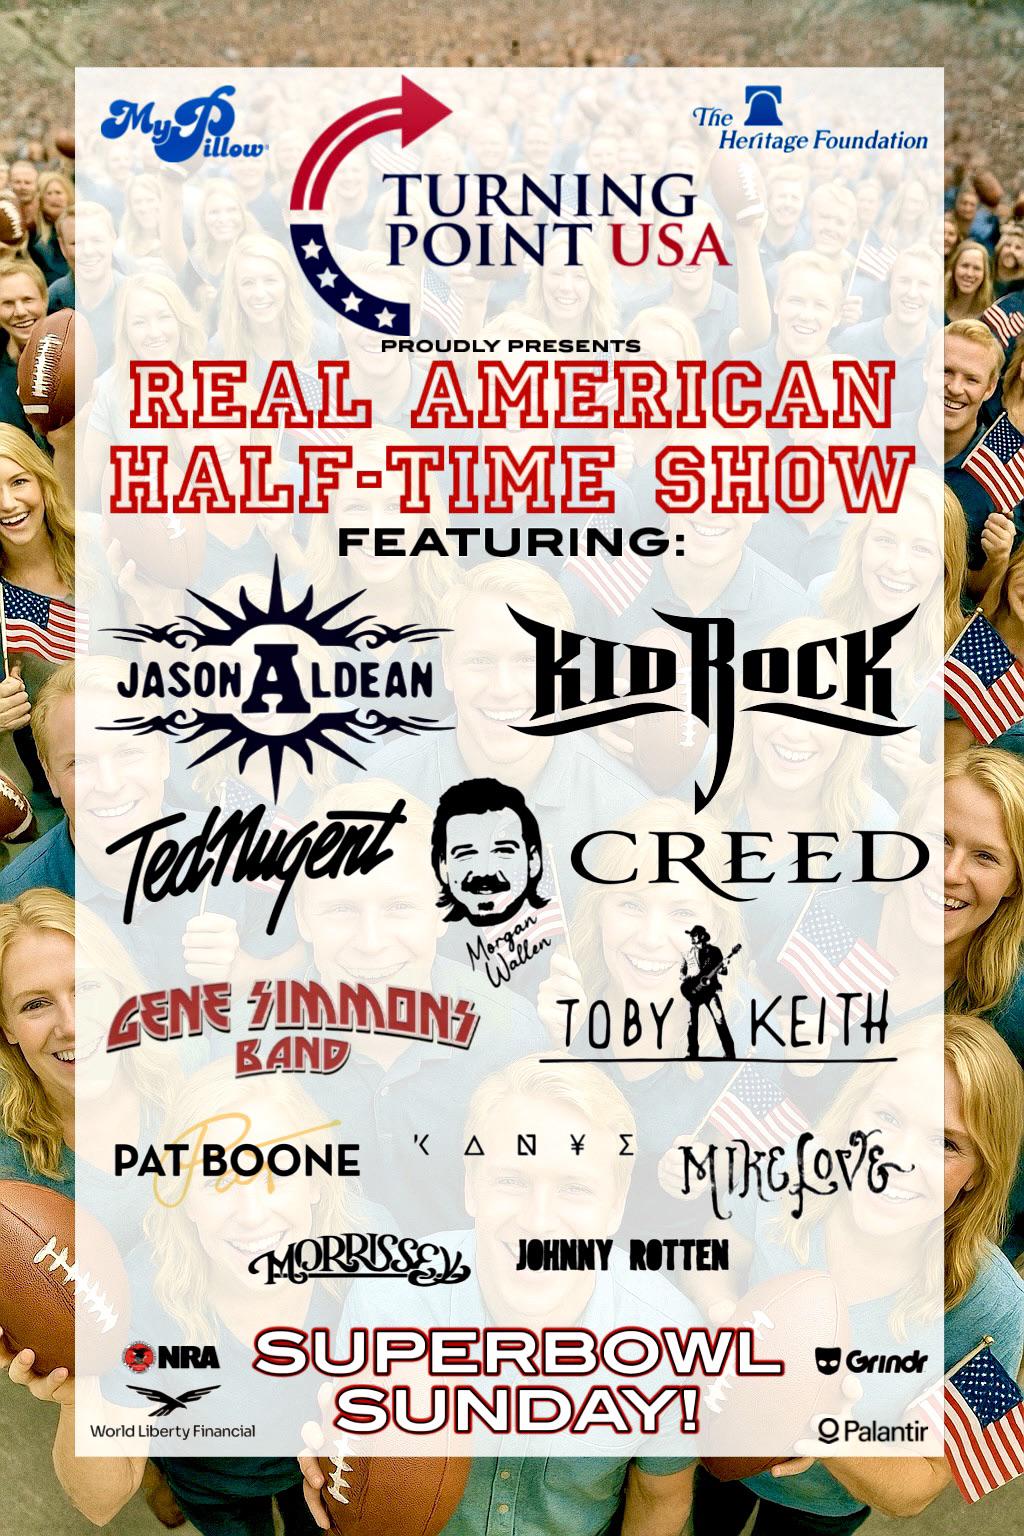 MyPillow
The
Heritage Foundation
TURNING
POINT USA
PROUDLY PRESENTS
REAL AMERICAN
HALF-TIME SHOW
FEATURING:
JASON ALDEAN
KID ROCK
Ted Nugent
Morgan
Wallen
CREED
GENE SIMMONS
BAND
TOBY KEITH
PAT BOONE
Pat
K A N ¥ Σ
MIKE LOVE
MORRISSEY
JOHNNY ROTTEN
NRA
SUPERBOWL
SUNDAY!
Grindr
World Liberty Financial
Palantir